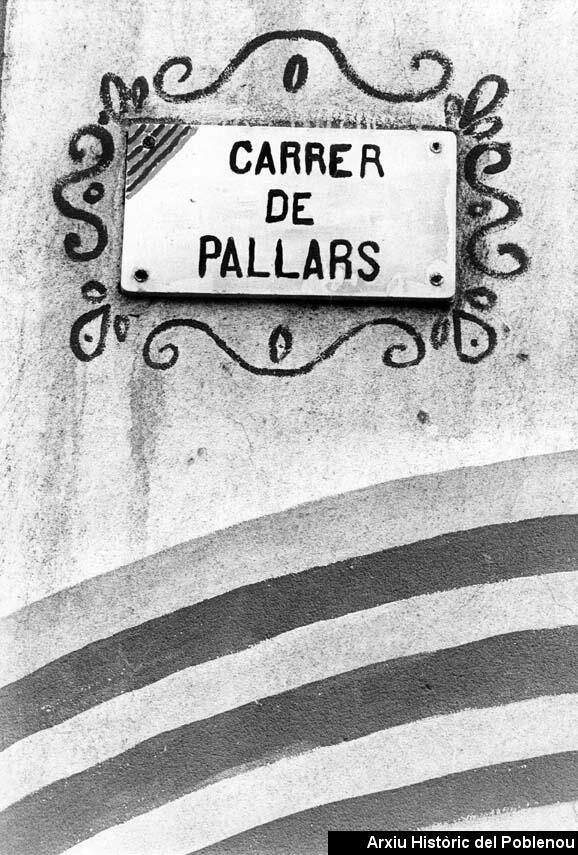 CARRER
DE
PALLARS
Arxiu Històric del Poblenou